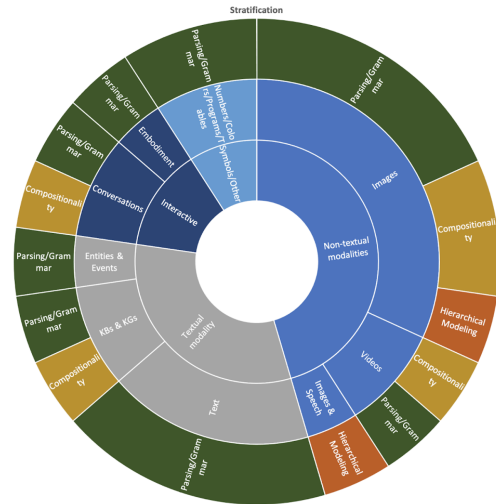 Stratification
Parsing/Gram
mar
Parsing/Gram
mar
Parsing/Gram
mar
Parsing/Gram
mar
Compositionali
ty
Parsing/Gram
mar
Parsing/Gram
mar
Compositionali
ty
Parsing/Gram
mar
Hierarchical
Modeling
Parsing/Gram
mar
Compositionali
ty
Hierarchical
Modeling
Compositionali
ty
Images
Videos
Images &
Speech
Text
KBs & KGs
Entities &
Events
Conversations
Embodiment
Numbers/Colo
rs/Programs/T
ables
Symbols/Other
Interactive
Non-textual
modalities
Textual
modality